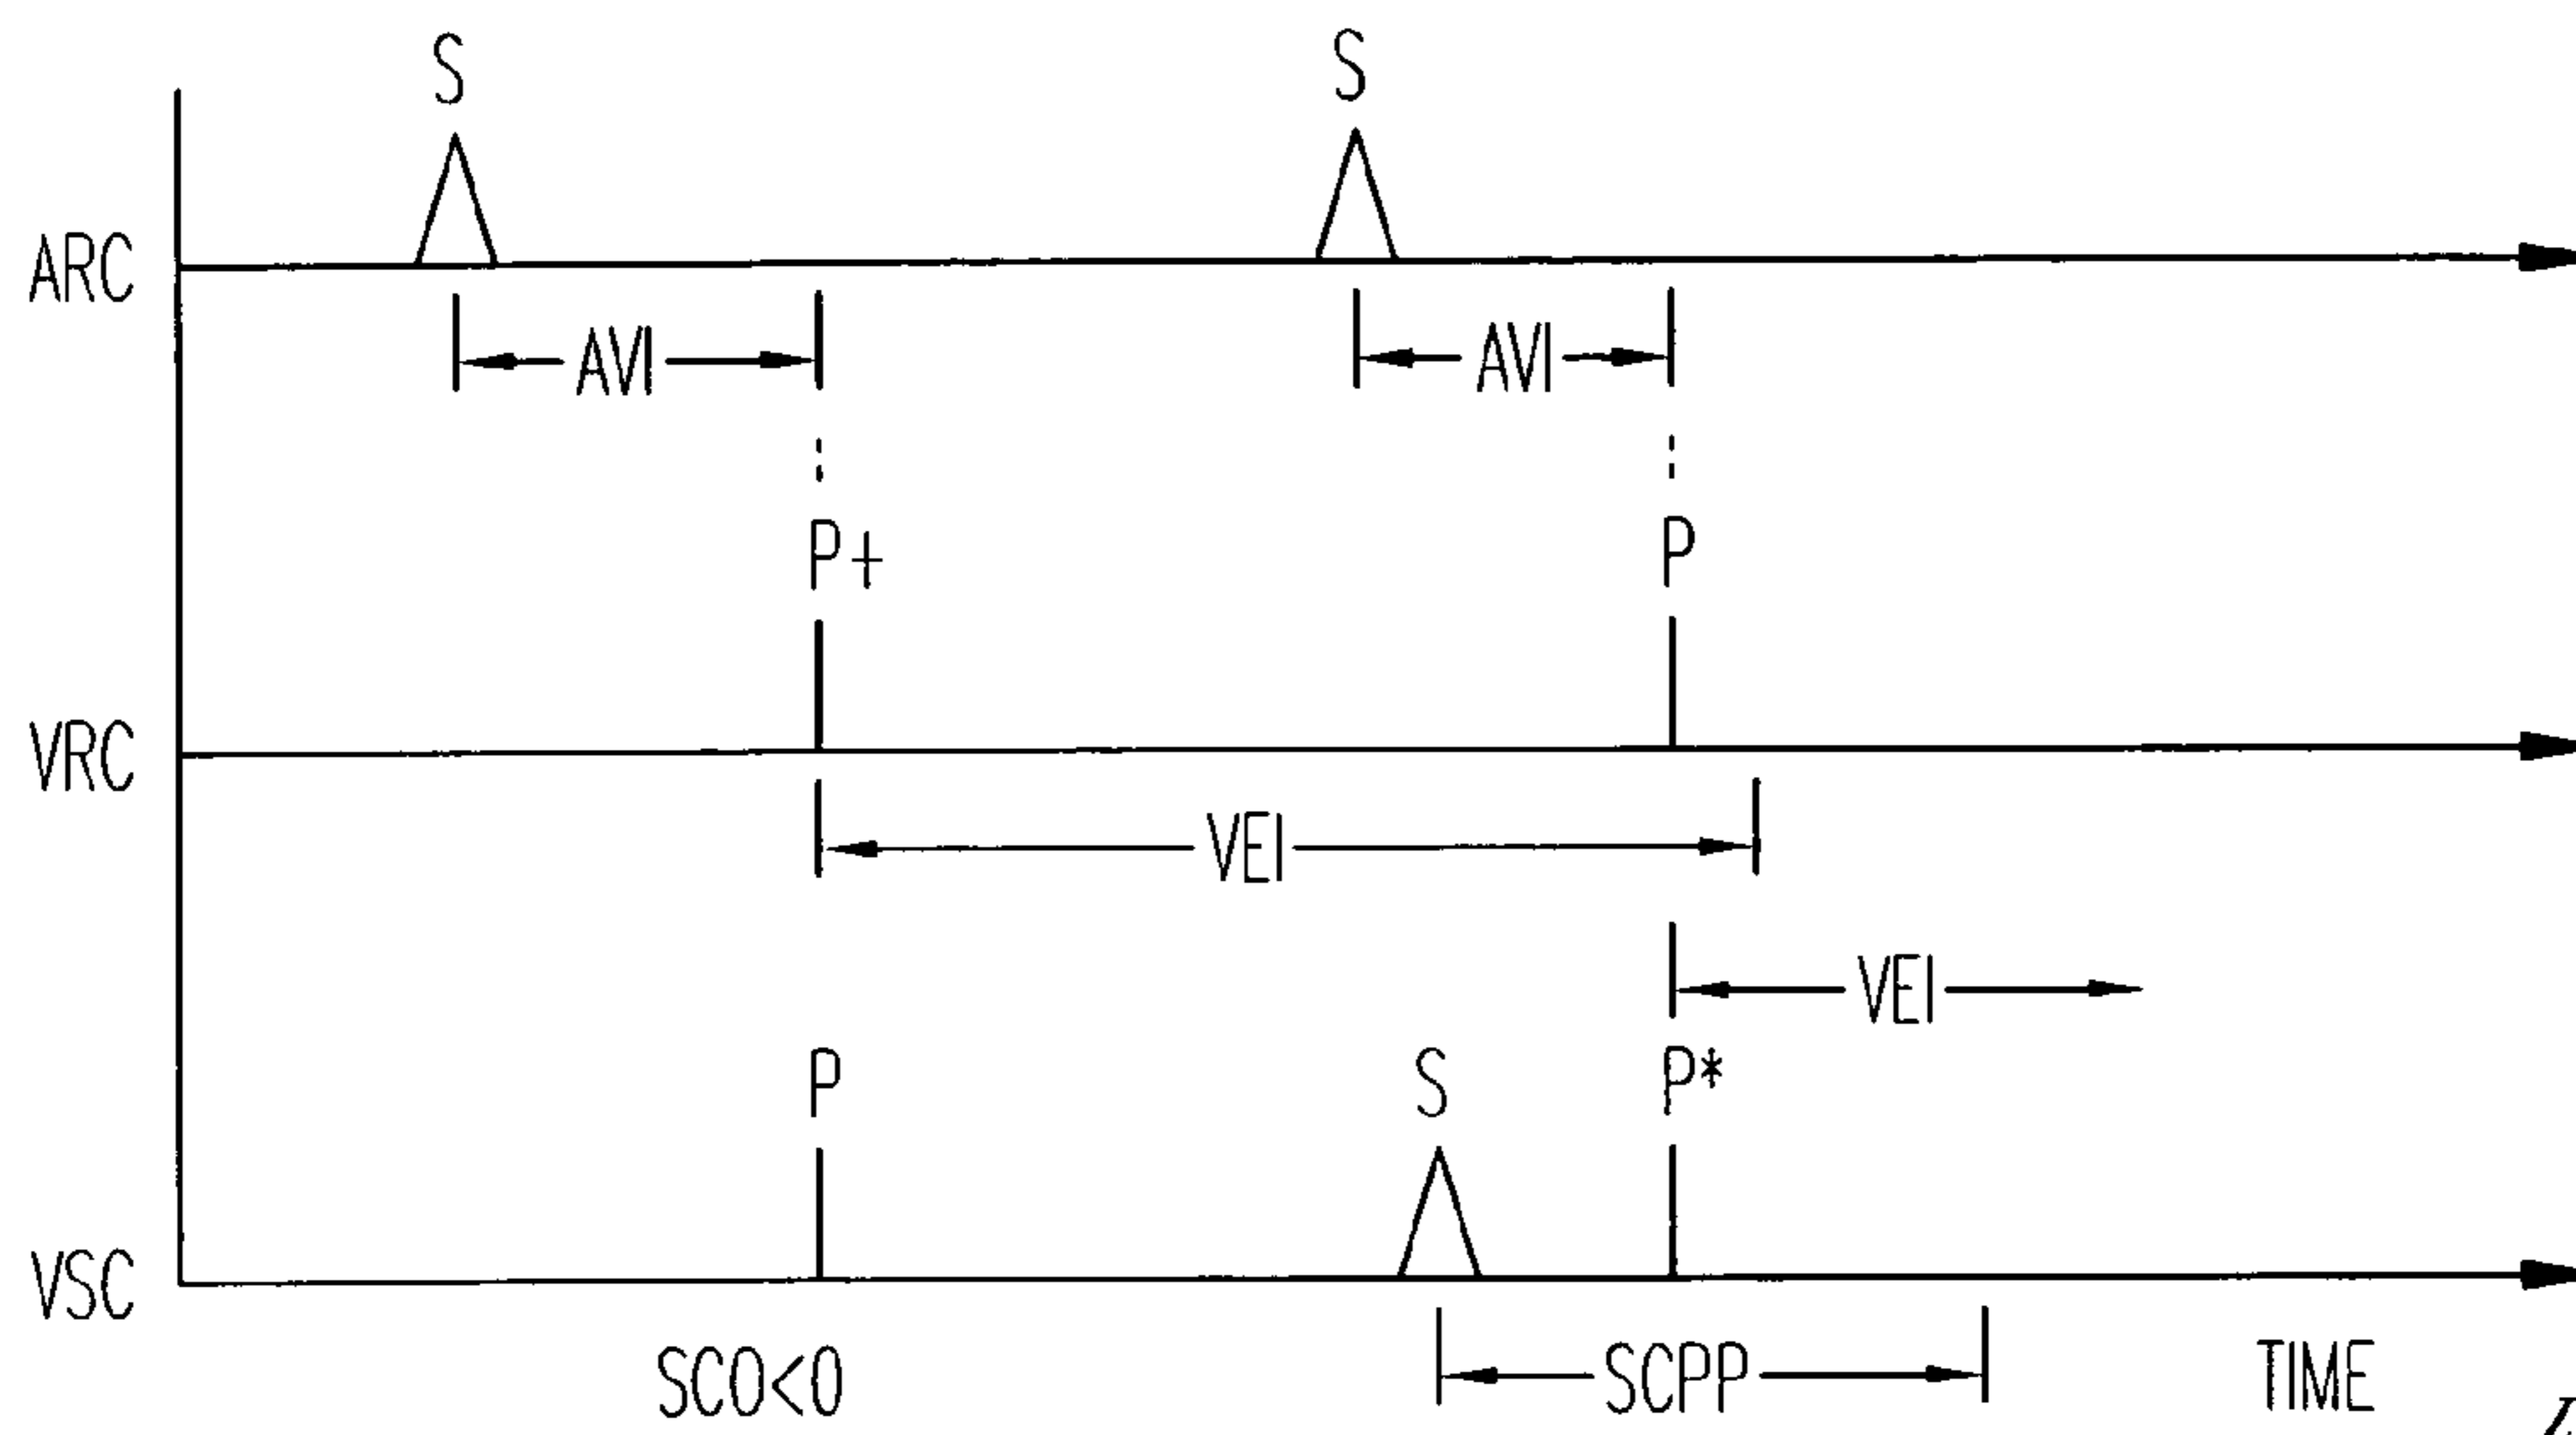 S S
ARC
AVI AVI
P+ P
VRC
VEI
VEI
P S P*
VSC
SCO<0 SCPP TIME